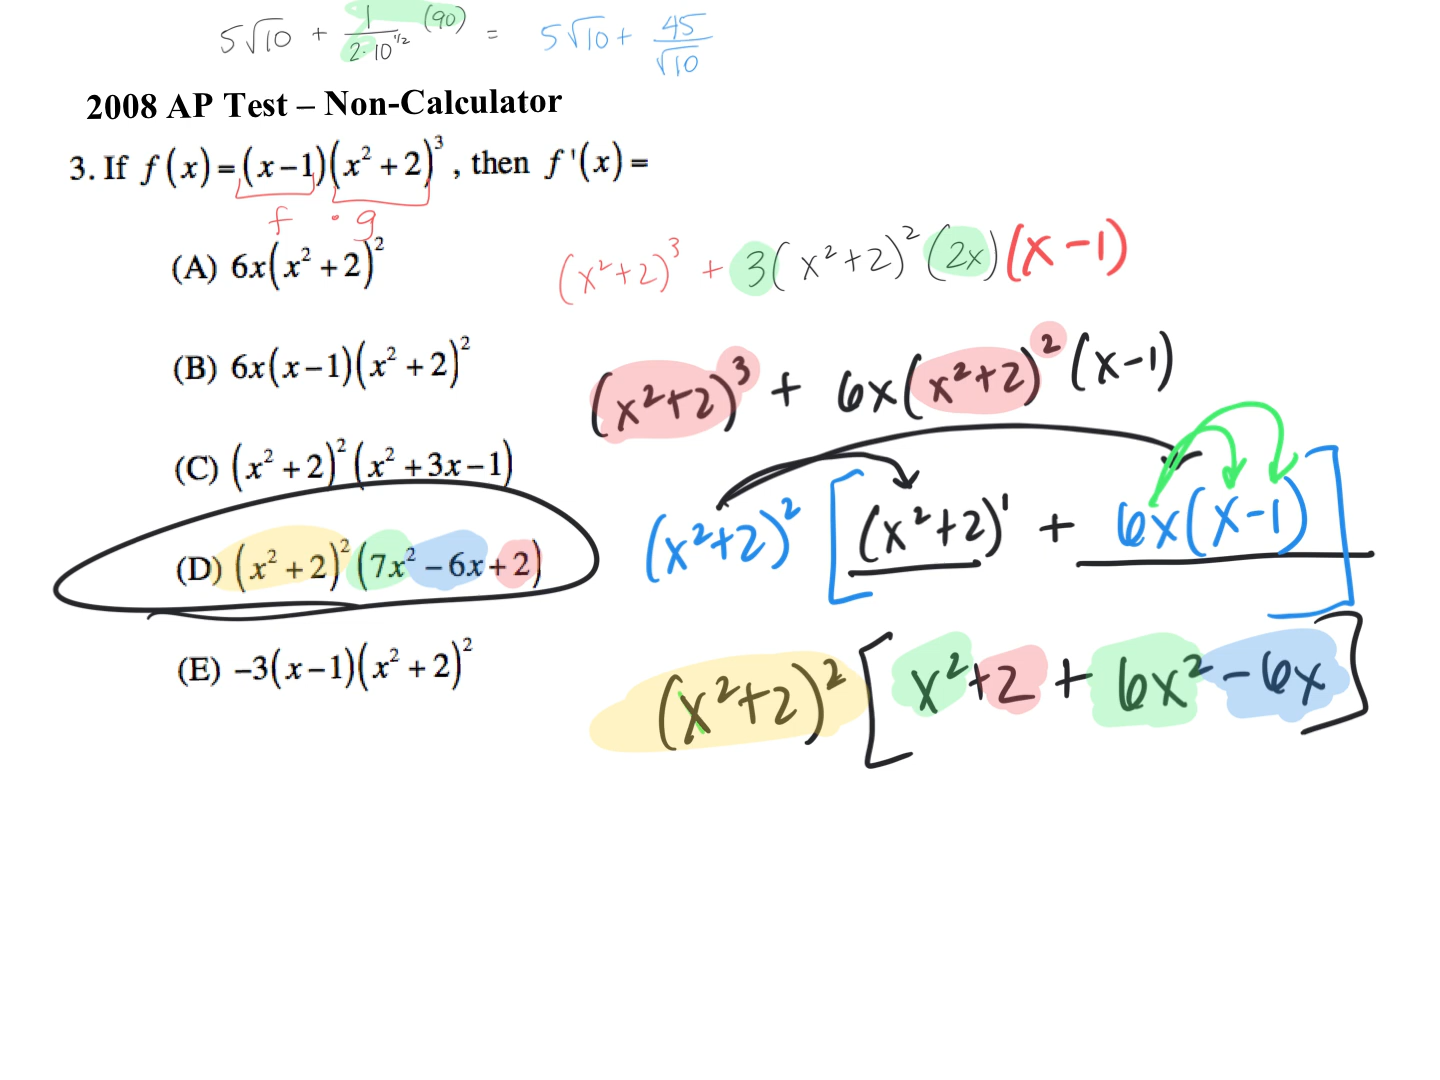 5√10 + 1/(2·10^(1/2)) (90) = 5√10 + 45/√10
2008 AP Test – Non-Calculator
3. If f(x)=(x−1)(x²+2)³, then f'(x)=
f · g
(A) 6x(x²+2)²
(x²+2)³ + 3(x²+2)²(2x)(x−1)
(B) 6x(x−1)(x²+2)²
(x²+2)³ + 6x(x²+2)²(x−1)
(C) (x²+2)²(x²+3x−1)
(x²+2)² [(x²+2)¹ + 6x(x−1)]
(D) (x²+2)²(7x²−6x+2)
(E) −3(x−1)(x²+2)²
(x²+2)² [x²+2 + 6x²−6x]